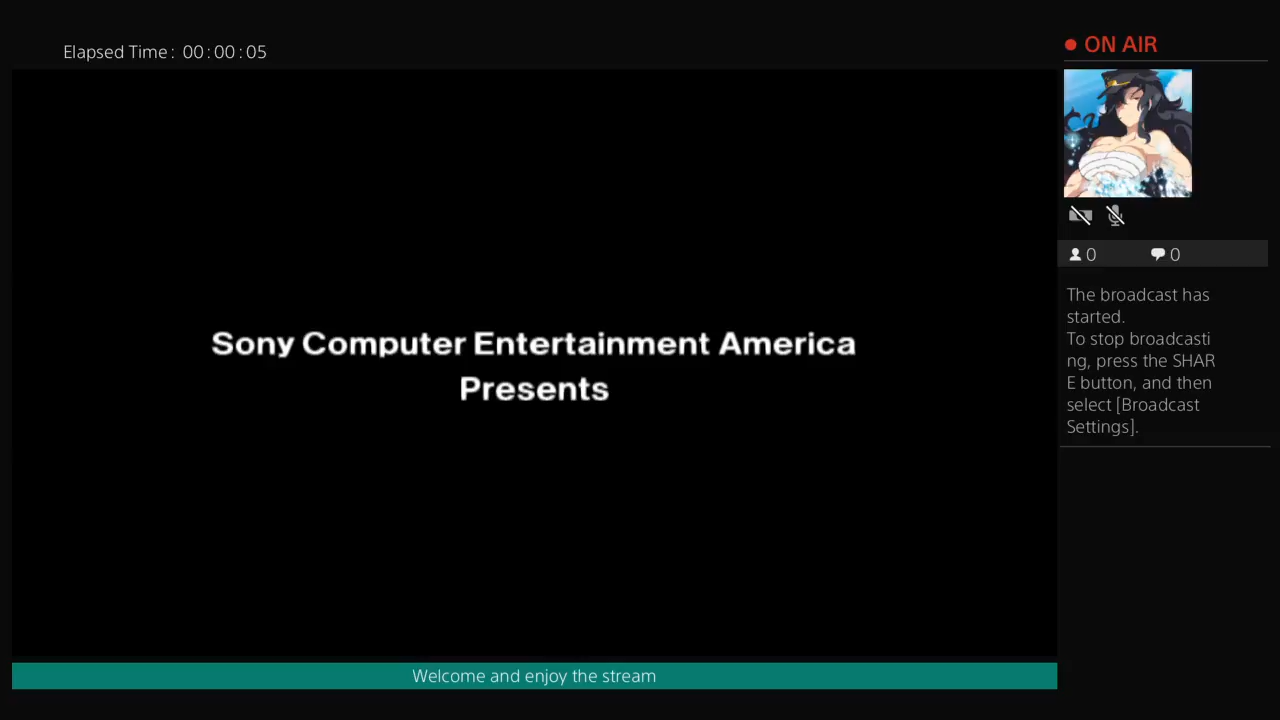 Elapsed Time : 00 : 00 : 05
ON AIR
Sony Computer Entertainment America
Presents
0
0
The broadcast has
started.
To stop broadcasti
ng, press the SHAR
E button, and then
select [Broadcast
Settings].
Welcome and enjoy the stream